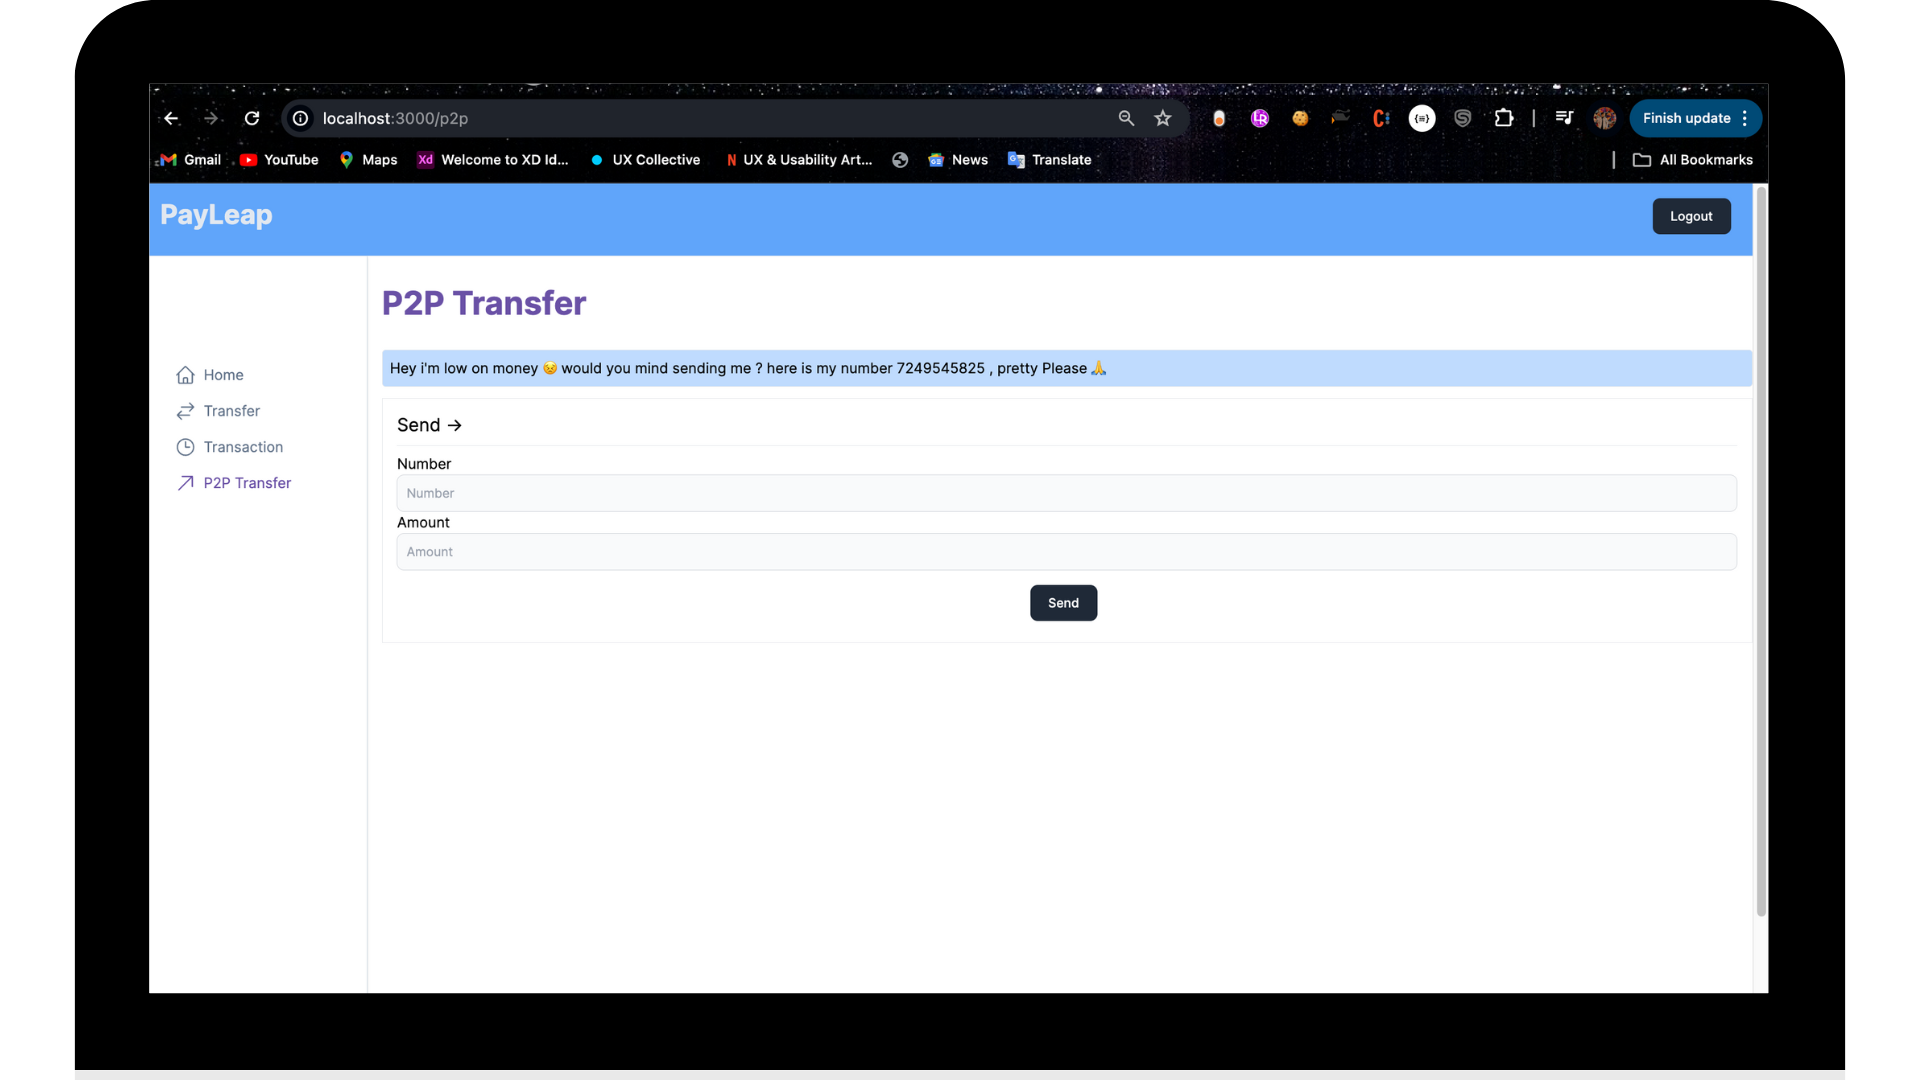 localhost:3000/p2p
Finish update
Gmail YouTube Maps Xd Welcome to XD Id... UX Collective N UX & Usability Art... News Translate All Bookmarks
PayLeap
Logout
P2P Transfer
Hey i'm low on money 😣 would you mind sending me ? here is my number 7249545825 , pretty Please 🙏
Home
Transfer
Transaction
P2P Transfer
Send →
Number
Number
Amount
Amount
Send